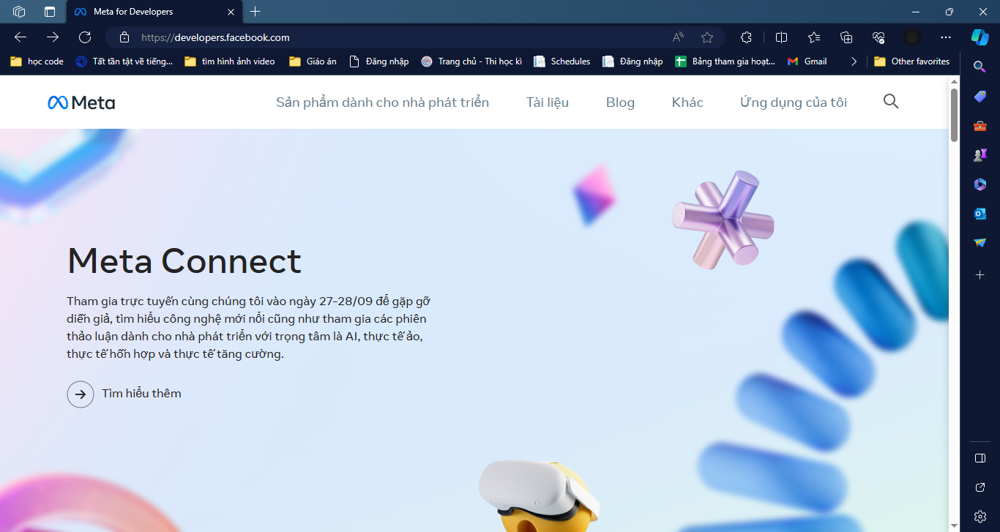 Meta for Developers
https://developers.facebook.com
học code
Tất tần tật về tiếng...
tìm hình ảnh video
Giáo án
Đăng nhập
Trang chủ - Thi học kì
Schedules
Đăng nhập
Bảng tham gia hoạt...
Gmail
Other favorites
Meta
Sản phẩm dành cho nhà phát triển
Tài liệu
Blog
Khác
Ứng dụng của tôi
Meta Connect
Tham gia trực tuyến cùng chúng tôi vào ngày 27-28/09 để gặp gỡ
diễn giả, tìm hiểu công nghệ mới nổi cũng như tham gia các phiên
thảo luận dành cho nhà phát triển với trọng tâm là AI, thực tế ảo,
thực tế hỗn hợp và thực tế tăng cường.
Tìm hiểu thêm